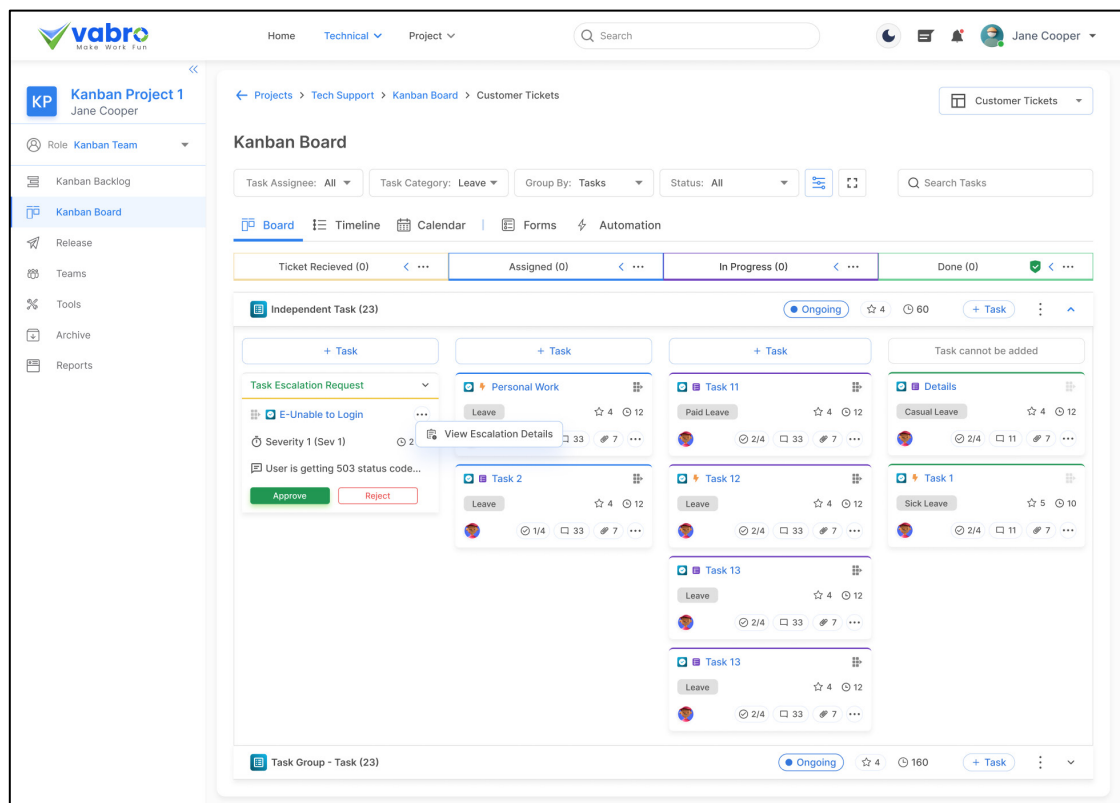 vabro
Make Work Fun
Home Technical Project Search Jane Cooper
KP Kanban Project 1
Jane Cooper
Role Kanban Team
Kanban Backlog
Kanban Board
Release
Teams
Tools
Archive
Reports
Projects > Tech Support > Kanban Board > Customer Tickets
Customer Tickets
Kanban Board
Task Assignee: All Task Category: Leave Group By: Tasks Status: All Search Tasks
Board Timeline Calendar | Forms Automation
Ticket Recieved (0) Assigned (0) In Progress (0) Done (0)
Independent Task (23) Ongoing 4 60 + Task
+ Task
Task Escalation Request
E-Unable to Login
Severity 1 (Sev 1) 2
View Escalation Details
User is getting 503 status code...
Approve Reject
+ Task
Personal Work
Leave 4 12
33 7
Task 2
Leave 4 12
1/4 33 7
+ Task
Task 11
Paid Leave 4 12
2/4 33 7
Task 12
Leave 4 12
2/4 33 7
Task 13
Leave 4 12
2/4 33 7
Task 13
Leave 4 12
2/4 33 7
Task cannot be added
Details
Casual Leave 4 12
2/4 11 7
Task 1
Sick Leave 5 10
2/4 11 7
Task Group - Task (23) Ongoing 4 160 + Task